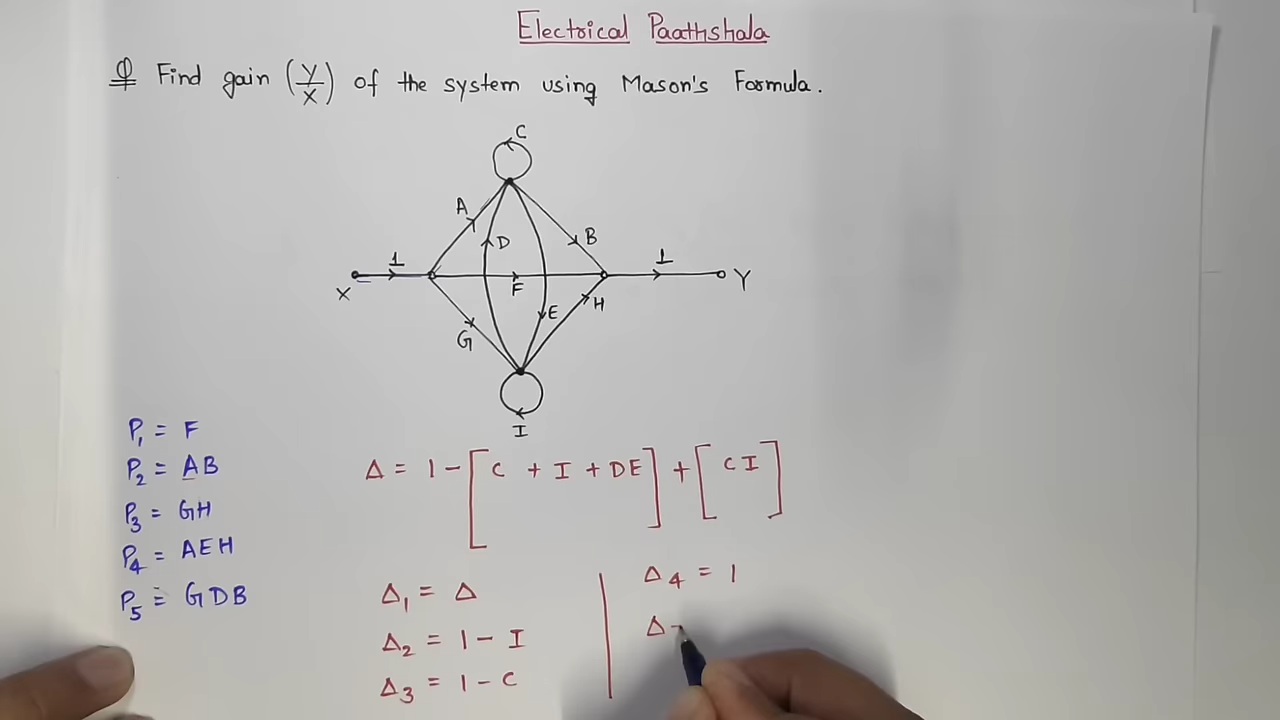 Electrical Paathshala
Q Find gain (Y/X) of the system using Mason's Formula.
C
A
D
B
1
1
X
F
Y
E
H
G
I
P₁ = F
P₂ = AB
P₃ = GH
P₄ = AEH
P₅ = GDB
Δ = 1 - [C + I + DE] + [CI]
Δ₁ = Δ
Δ₂ = 1 - I
Δ₃ = 1 - C
Δ₄ = 1
Δ